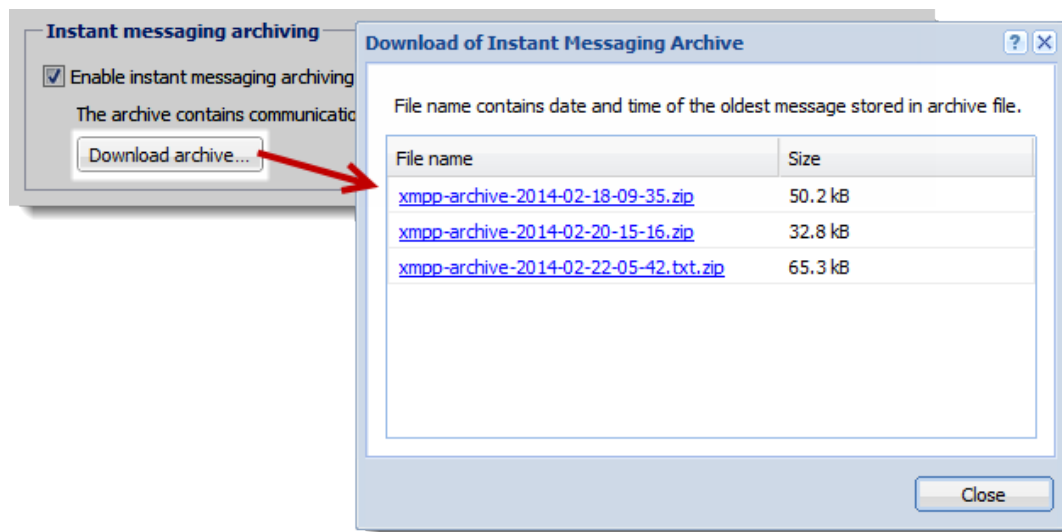 Instant messaging archiving
Enable instant messaging archiving
The archive contains
Download archive...
Download of Instant Messaging Archive
?
File name contains date and time of the oldest message stored in archive file.
File name Size
xmpp-archive-2014-02-18-09-35.zip 50.2 kB
xmpp-archive-2014-02-20-15-16.zip 32.8 kB
xmpp-archive-2014-02-22-05-42.txt.zip 65.3 kB
Close